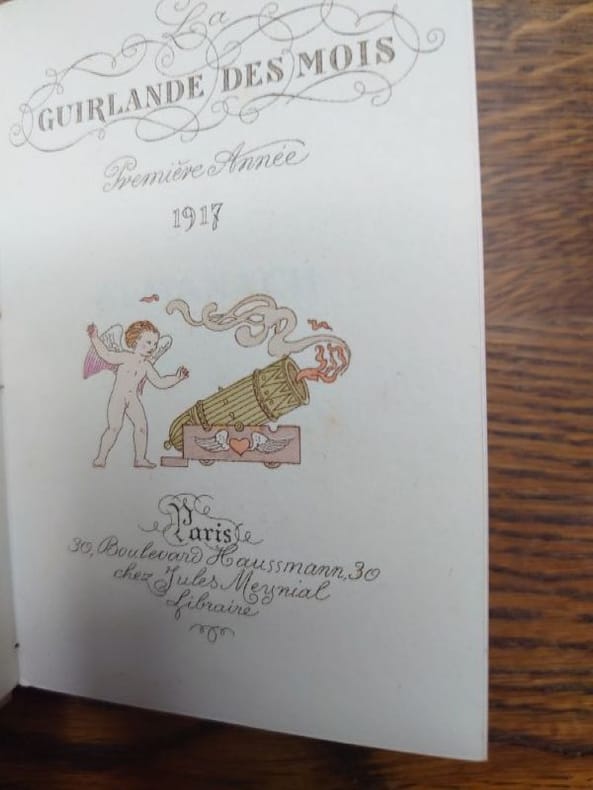 La
GUIRLANDE DES MOIS
Première Année
1917
Paris
30, Boulevard Haussmann, 30
chez Jules Meynial
Libraire